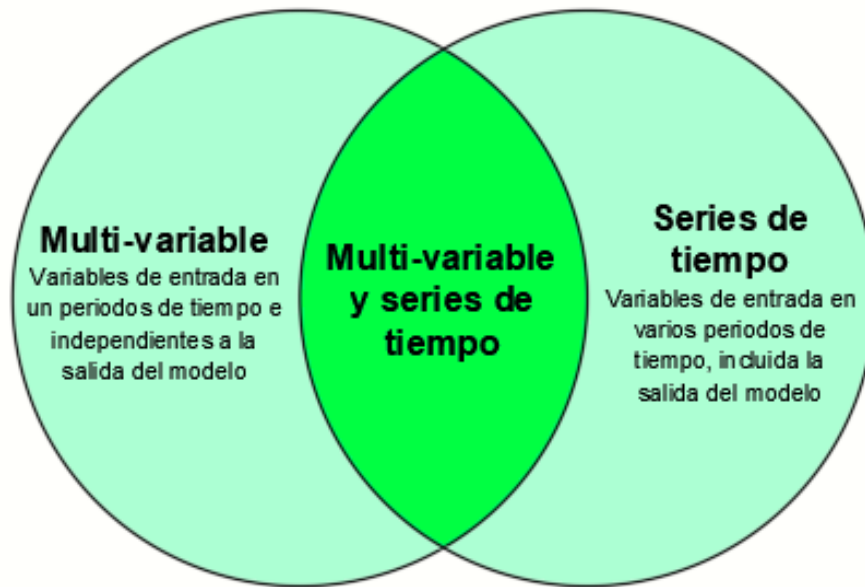 Multi-variable
Variables de entrada en
un periodos de tiempo e
independientes a la
salida del modelo
Multi-variable
y series de
tiempo
Series de
tiempo
Variables de entrada en
varios periodos de
tiempo, incluida la
salida del modelo